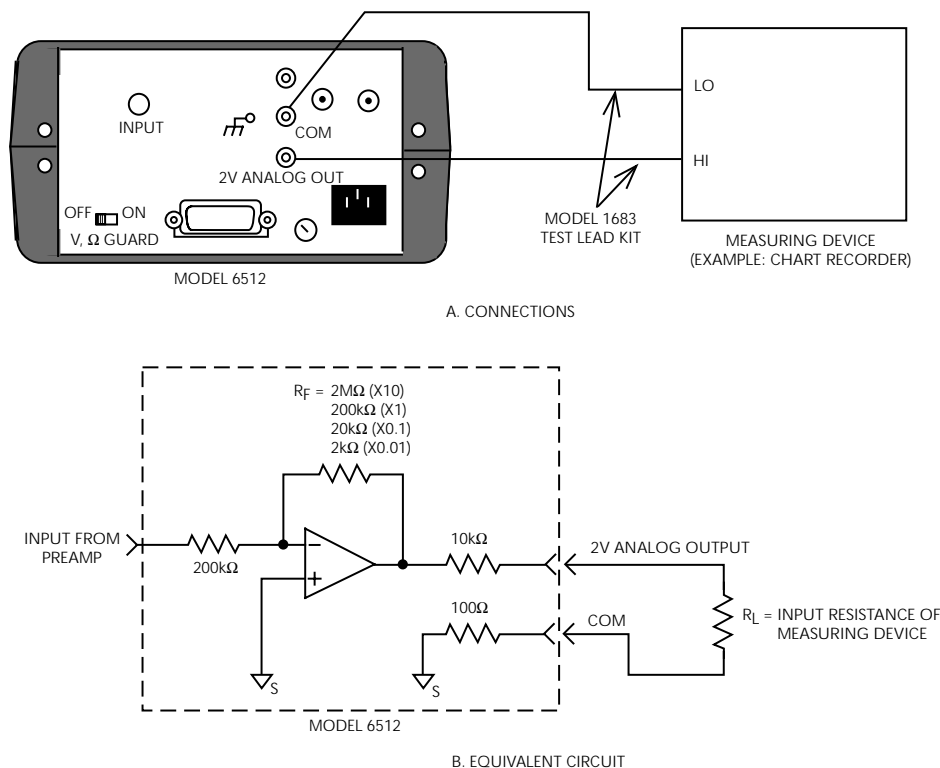 INPUT
COM
2V ANALOG OUT
OFF ON
V, Ω GUARD
MODEL 6512
LO
HI
MODEL 1683
TEST LEAD KIT
MEASURING DEVICE
(EXAMPLE: CHART RECORDER)
A. CONNECTIONS
RF = 2MΩ (X10)
200kΩ (X1)
20kΩ (X0.1)
2kΩ (X0.01)
INPUT FROM
PREAMP
200kΩ
–
+
S
10kΩ
2V ANALOG OUTPUT
100Ω
COM
S
RL = INPUT RESISTANCE OF
MEASURING DEVICE
MODEL 6512
B. EQUIVALENT CIRCUIT